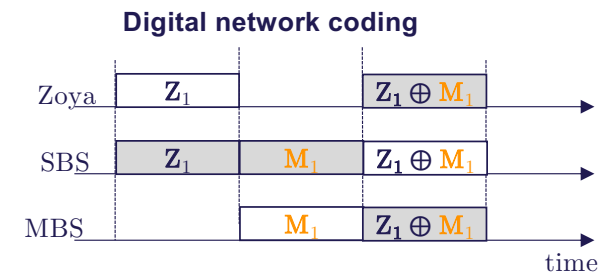 Digital network coding
Zoya Z₁ Z₁ ⊕ M₁
SBS Z₁ M₁ Z₁ ⊕ M₁
MBS M₁ Z₁ ⊕ M₁
time